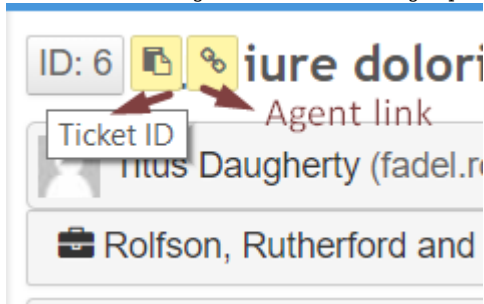 ID: 6 iure dolori
Agent link
Ticket ID
Titus Daugherty (fadel.r
Rolfson, Rutherford and